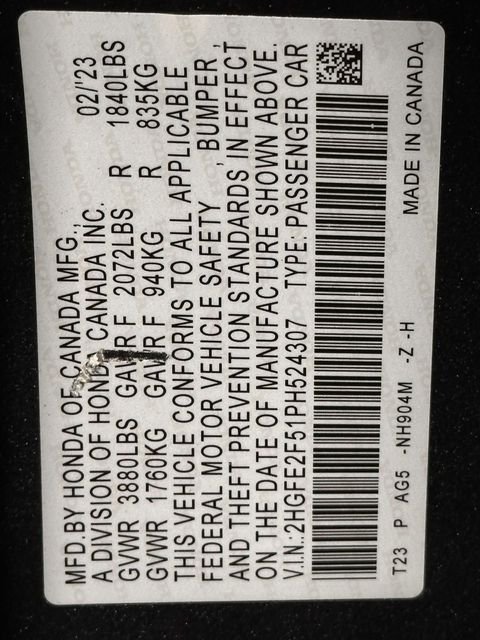 MFD.BY HONDA OF CANADA MFG., 02/'23
A DIVISION OF HONDA CANADA INC.
GVWR 3880LBS GAWR F 2072LBS R 1840LBS
GVWR 1760KG GAWR F 940KG R 835KG
THIS VEHICLE CONFORMS TO ALL APPLICABLE
FEDERAL MOTOR VEHICLE SAFETY , BUMPER ,
AND THEFT PREVENTION STANDARDS IN EFFECT
ON THE DATE OF MANUFACTURE SHOWN ABOVE.
V.I.N.:2HGFE2F51PH524307 TYPE: PASSENGER CAR
T23 P AG5 -NH904M -Z -H MADE IN CANADA